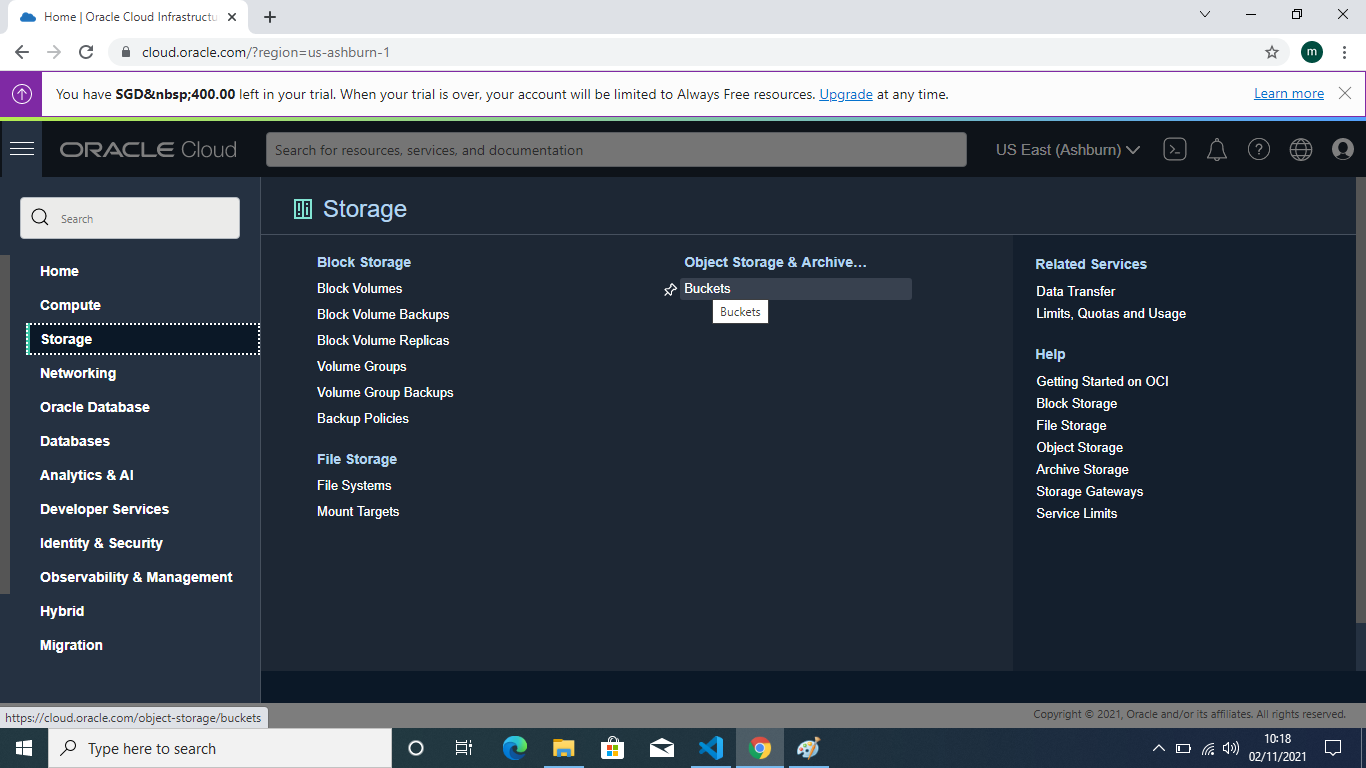 Home | Oracle Cloud Infrastructu
cloud.oracle.com/?region=us-ashburn-1
m
You have SGD&nbsp;400.00 left in your trial. When your trial is over, your account will be limited to Always Free resources. Upgrade at any time.
Learn more
ORACLE Cloud
Search for resources, services, and documentation
US East (Ashburn)
Search
Home
Compute
Storage
Networking
Oracle Database
Databases
Analytics & AI
Developer Services
Identity & Security
Observability & Management
Hybrid
Migration
Storage
Block Storage
Block Volumes
Block Volume Backups
Block Volume Replicas
Volume Groups
Volume Group Backups
Backup Policies
File Storage
File Systems
Mount Targets
Object Storage & Archive...
Buckets
Buckets
Related Services
Data Transfer
Limits, Quotas and Usage
Help
Getting Started on OCI
Block Storage
File Storage
Object Storage
Archive Storage
Storage Gateways
Service Limits
https://cloud.oracle.com/object-storage/buckets
Copyright © 2021, Oracle and/or its affiliates. All rights reserved.
Type here to search
10:18
02/11/2021